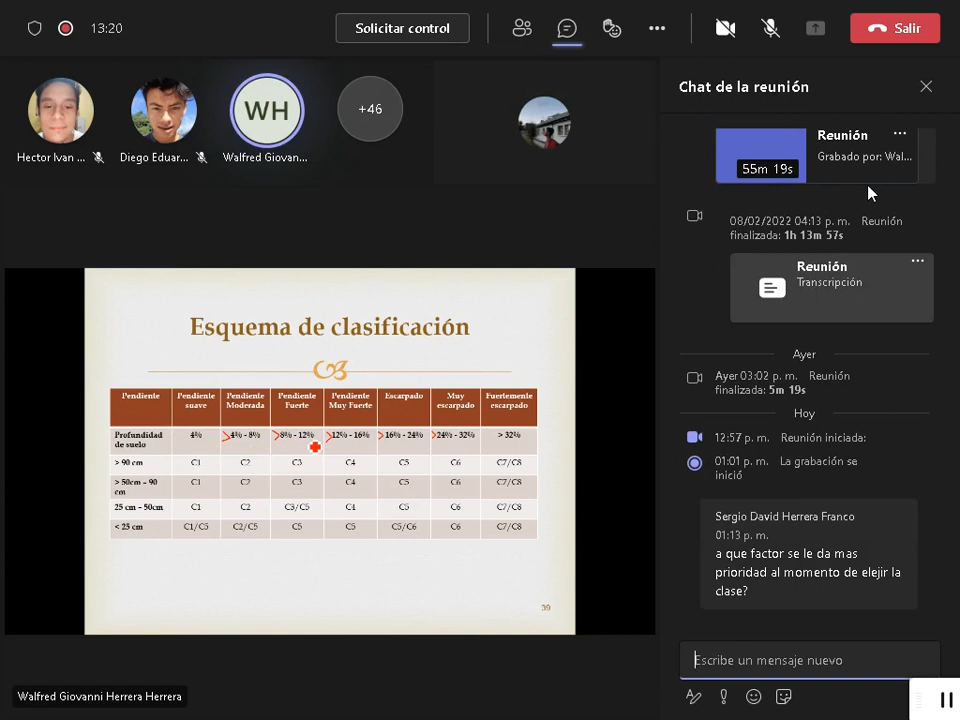 13:20
Solicitar control
Salir
Hector Ivan ...
Diego Eduar...
WH
Walfred Giovan...
+46
Esquema de clasificación
Pendiente Pendiente suave Pendiente Moderada Pendiente Fuerte Pendiente Muy Fuerte Escarpado Muy escarpado Fuertemente escarpado
Profundidad de suelo 4% >4% - 8% >8% - 12% >12% - 16% >16% - 24% >24% - 32% > 32%
> 90 cm C1 C2 C3 C4 C5 C6 C7/C8
> 50cm – 90 cm C1 C2 C3 C4 C5 C6 C7/C8
25 cm – 50cm C1 C2 C3/C5 C4 C5 C6 C7/C8
< 25 cm C1/C5 C2/C5 C5 C5 C5/C6 C6 C7/C8
39
Walfred Giovanni Herrera Herrera
Chat de la reunión
Reunión
Grabado por: Wal...
55m 19s
08/02/2022 04:13 p. m. Reunión
finalizada: 1h 13m 57s
Reunión
Transcripción
Ayer
Ayer 03:02 p. m. Reunión
finalizada: 5m 19s
Hoy
12:57 p. m. Reunión iniciada:
01:01 p. m. La grabación se
inició
Sergio David Herrera Franco
01:13 p. m.
a que factor se le da mas
prioridad al momento de elejir la
clase?
Escribe un mensaje nuevo